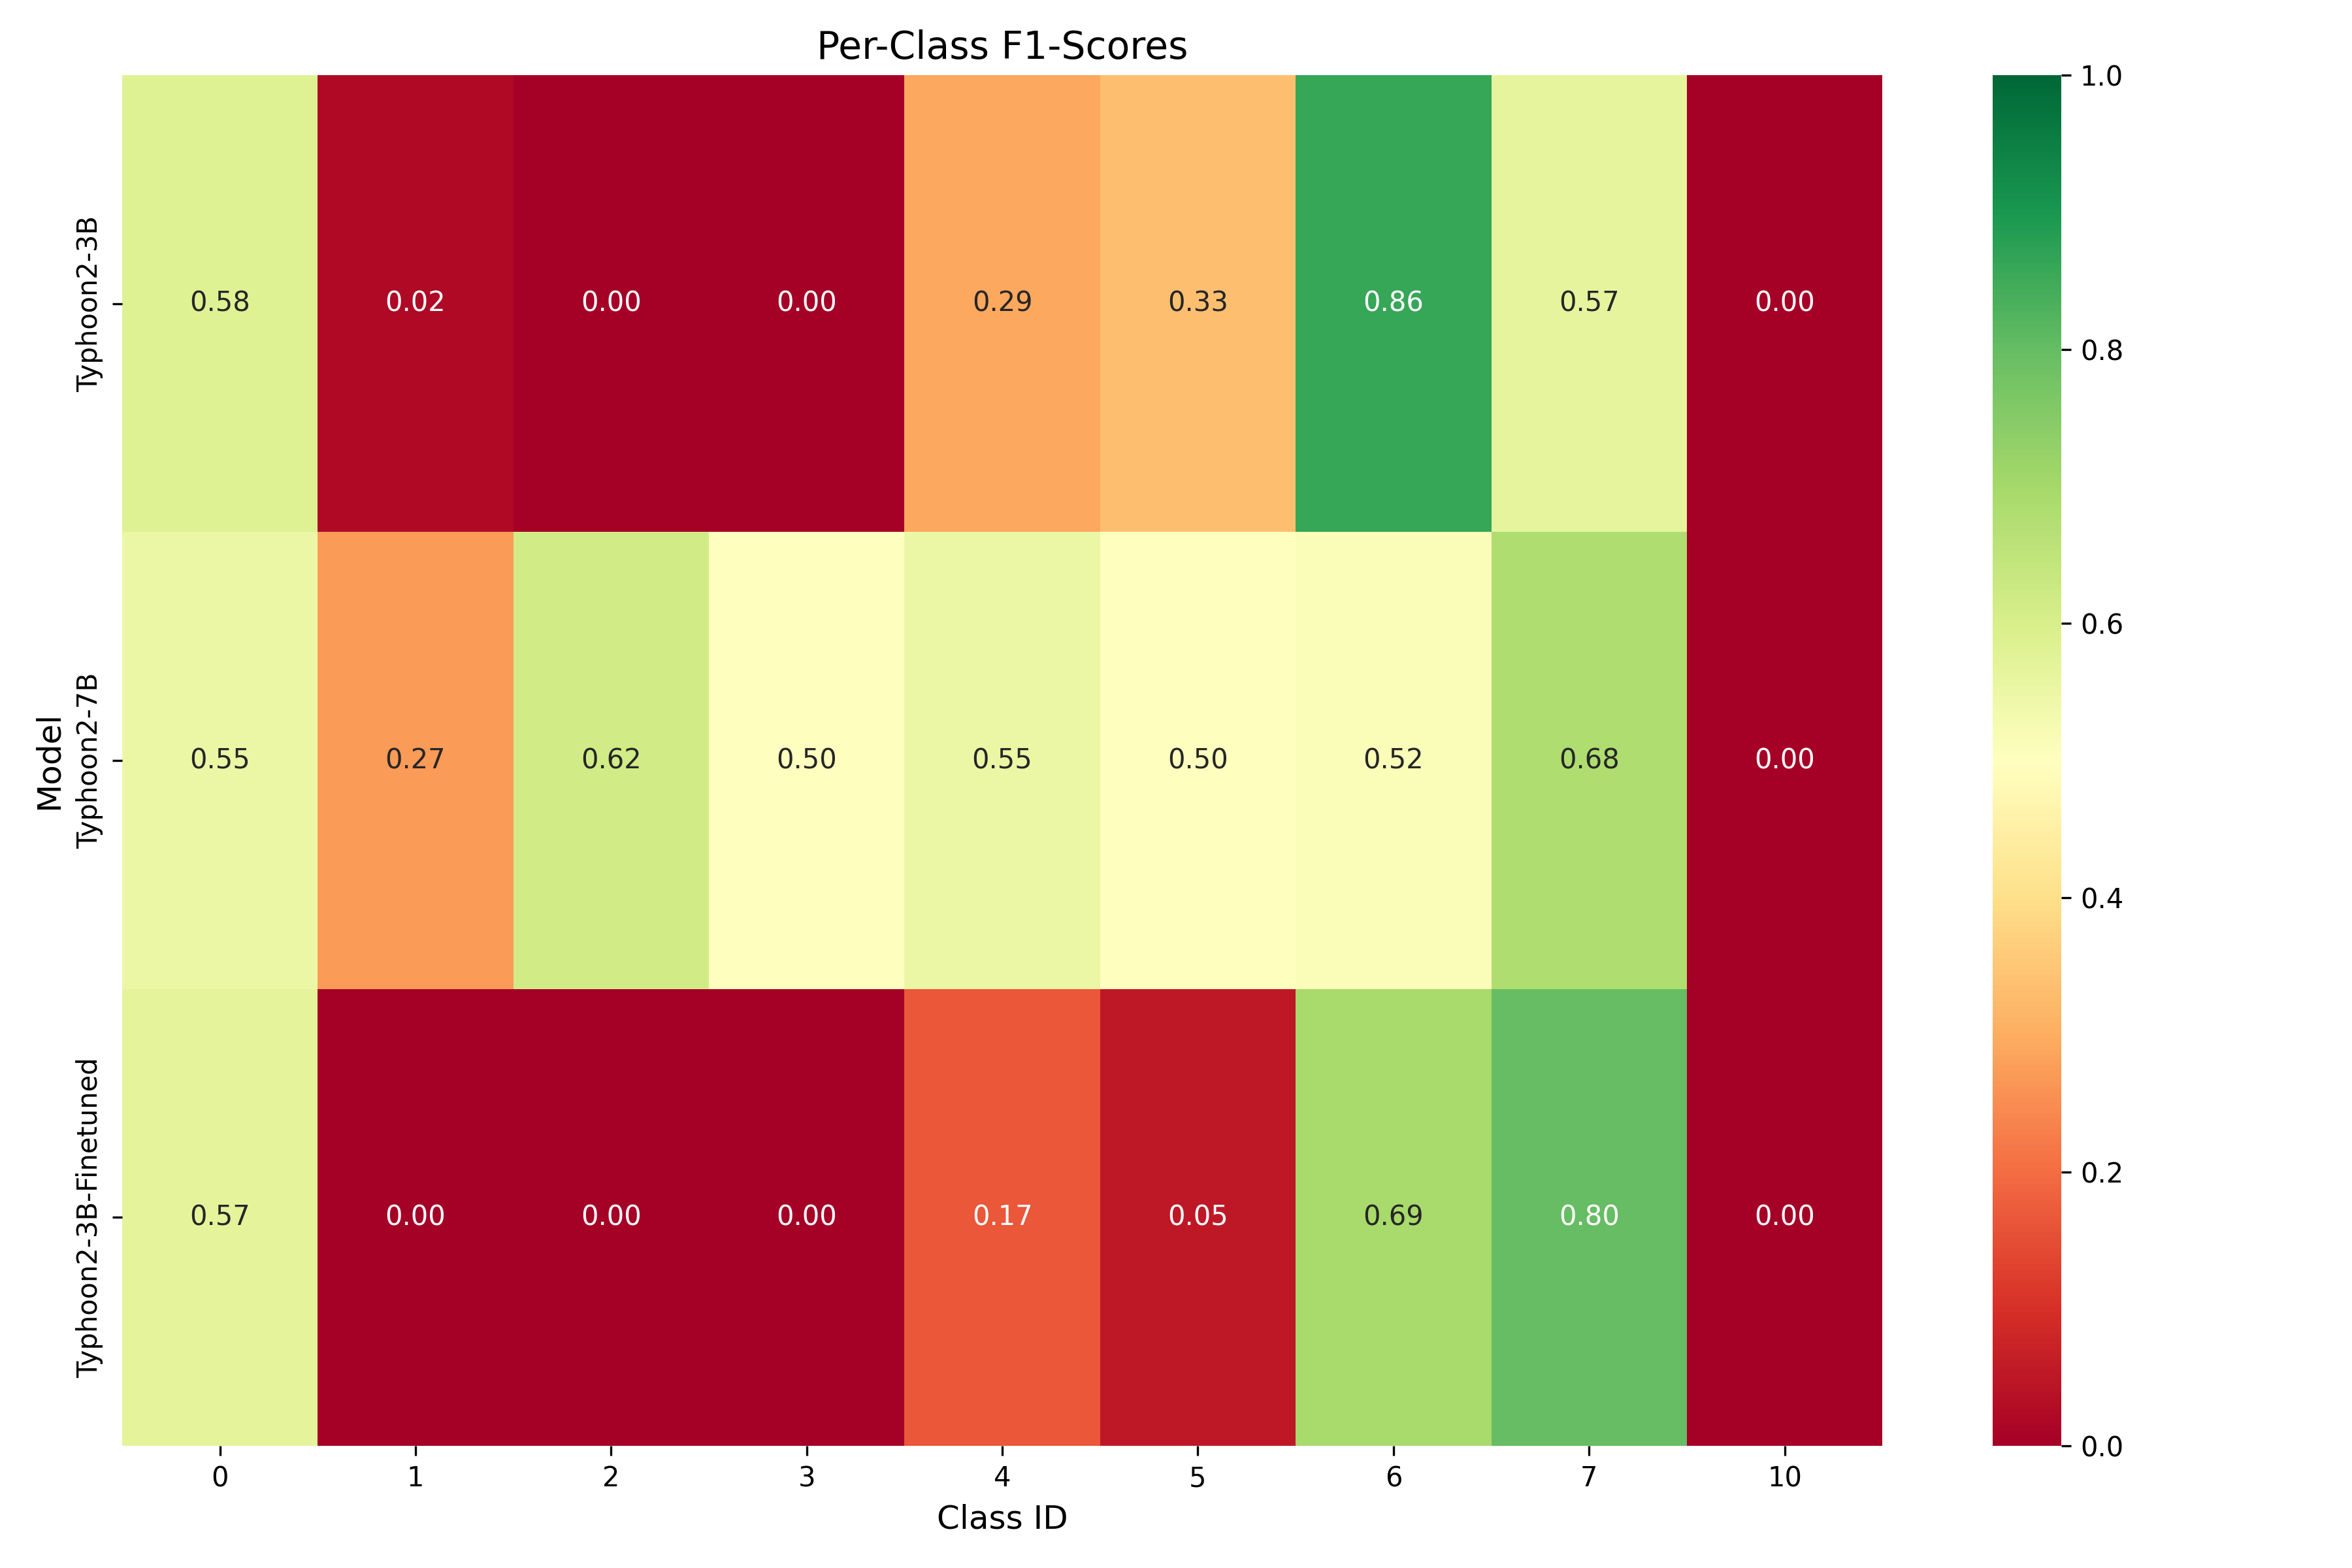 Per-Class F1-Scores
Model
Typhoon2-3B
0.58 0.02 0.00 0.00 0.29 0.33 0.86 0.57 0.00
Typhoon2-7B
0.55 0.27 0.62 0.50 0.55 0.50 0.52 0.68 0.00
Typhoon2-3B-Finetuned
0.57 0.00 0.00 0.00 0.17 0.05 0.69 0.80 0.00
0 1 2 3 4 5 6 7 10
Class ID
1.0
0.8
0.6
0.4
0.2
0.0